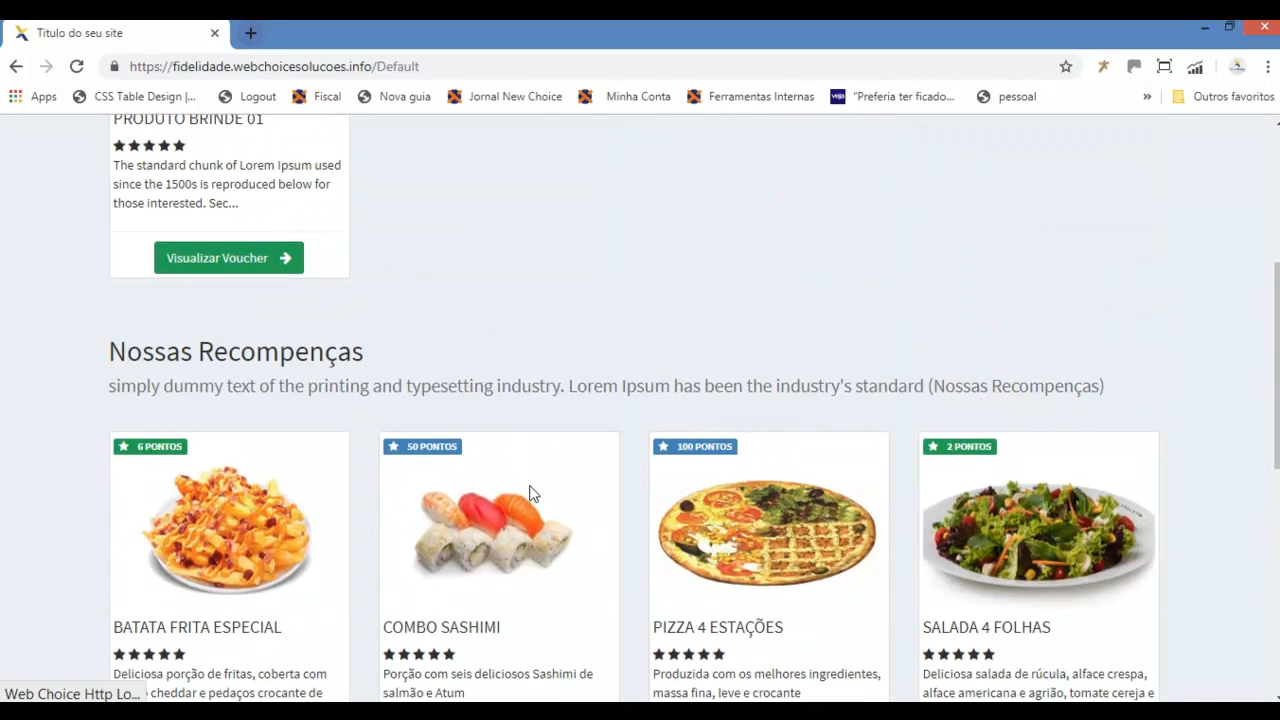 Titulo do seu site
https://fidelidade.webchoicesolucoes.info/Default
Apps
CSS Table Design |...
Logout
Fiscal
Nova guia
Jornal New Choice
Minha Conta
Ferramentas Internas
veja
"Preferia ter ficado...
pessoal
»
Outros favoritos
PRODUTO BRINDE 01
The standard chunk of Lorem Ipsum used
since the 1500s is reproduced below for
those interested. Sec...
Visualizar Voucher
Nossas Recompenças
simply dummy text of the printing and typesetting industry. Lorem Ipsum has been the industry's standard (Nossas Recompenças)
6 PONTOS
BATATA FRITA ESPECIAL
Deliciosa porção de fritas, coberta com
cheddar e pedaços crocante de
50 PONTOS
COMBO SASHIMI
Porção com seis deliciosos Sashimi de
salmão e Atum
100 PONTOS
PIZZA 4 ESTAÇÕES
Produzida com os melhores ingredientes,
massa fina, leve e crocante
2 PONTOS
SALADA 4 FOLHAS
Deliciosa salada de rúcula, alface crespa,
alface americana e agrião, tomate cereja e
Web Choice Http Lo...